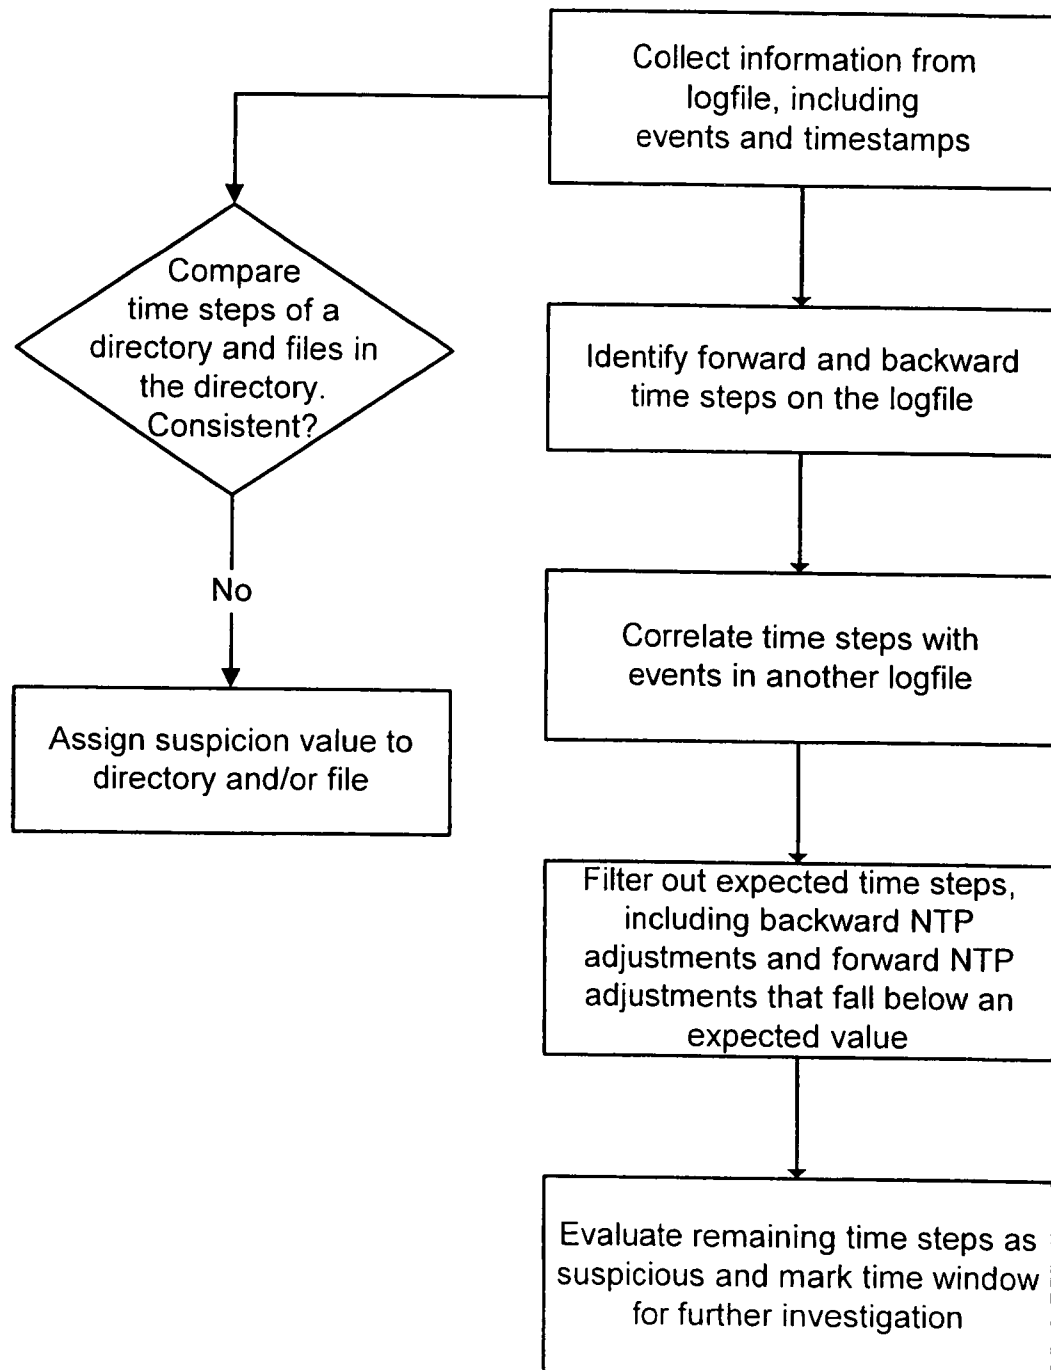 Collect information from
logfile, including
events and timestamps
Compare
time steps of a
directory and files in
the directory.
Consistent?
No
Assign suspicion value to
directory and/or file
Identify forward and backward
time steps on the logfile
Correlate time steps with
events in another logfile
Filter out expected time steps,
including backward NTP
adjustments and forward NTP
adjustments that fall below an
expected value
Evaluate remaining time steps as
suspicious and mark time window
for further investigation